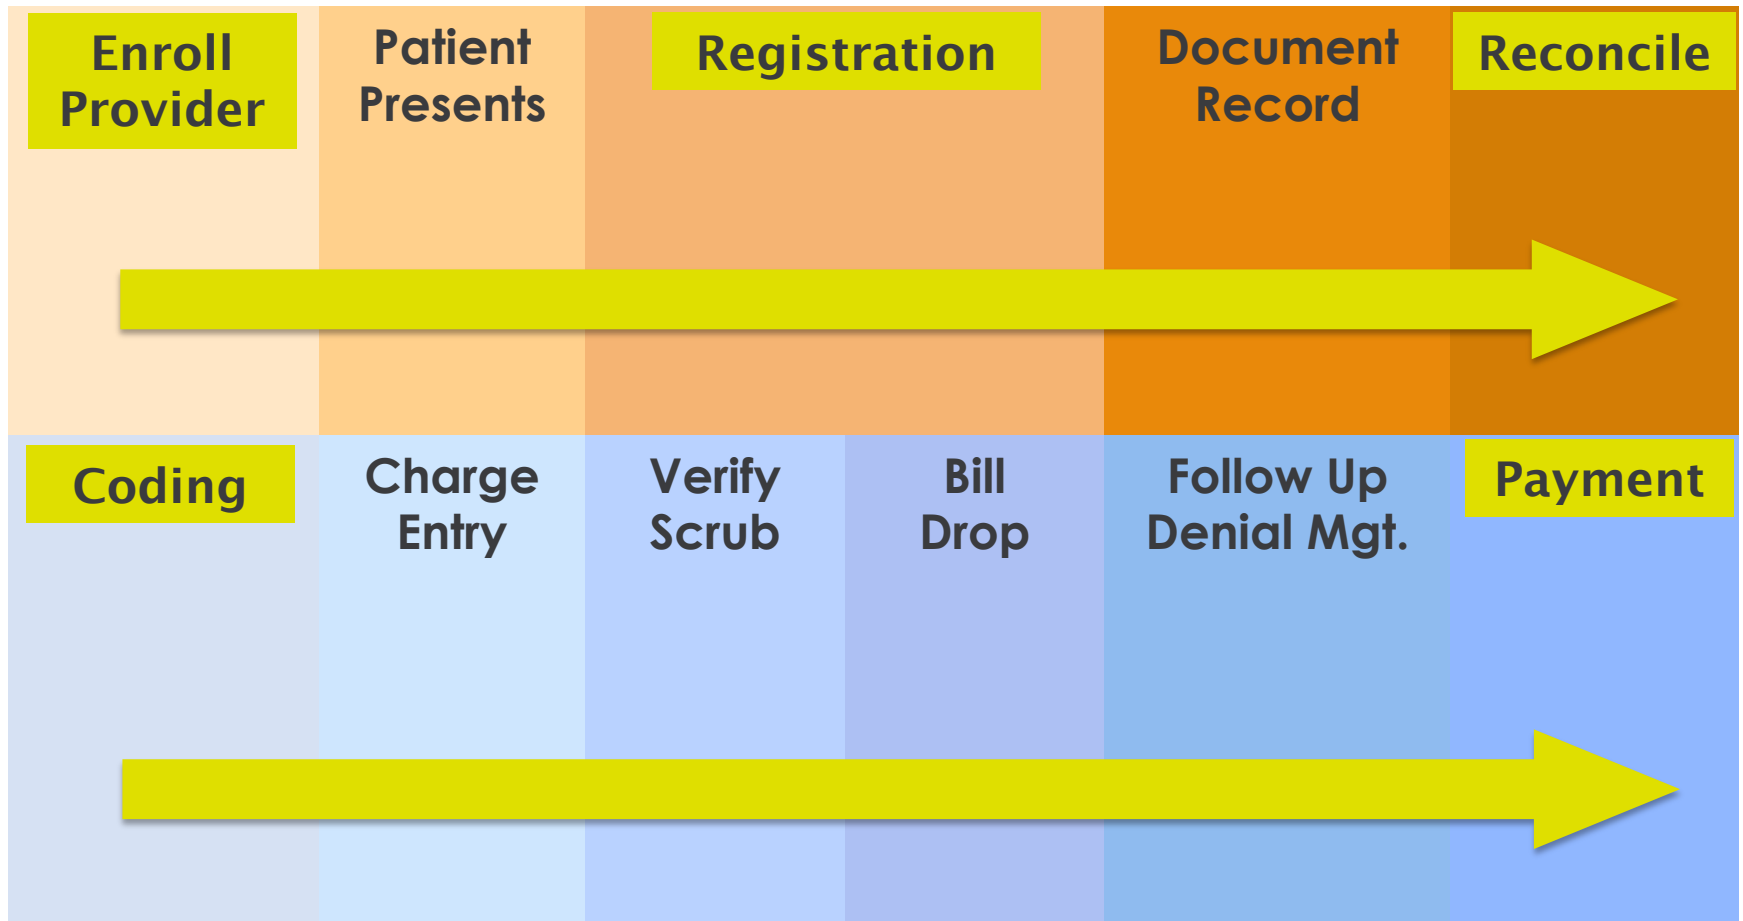 Enroll
Provider
Patient
Presents
Registration
Document
Record
Reconcile
Coding
Charge
Entry
Verify
Scrub
Bill
Drop
Follow Up
Denial Mgt.
Payment